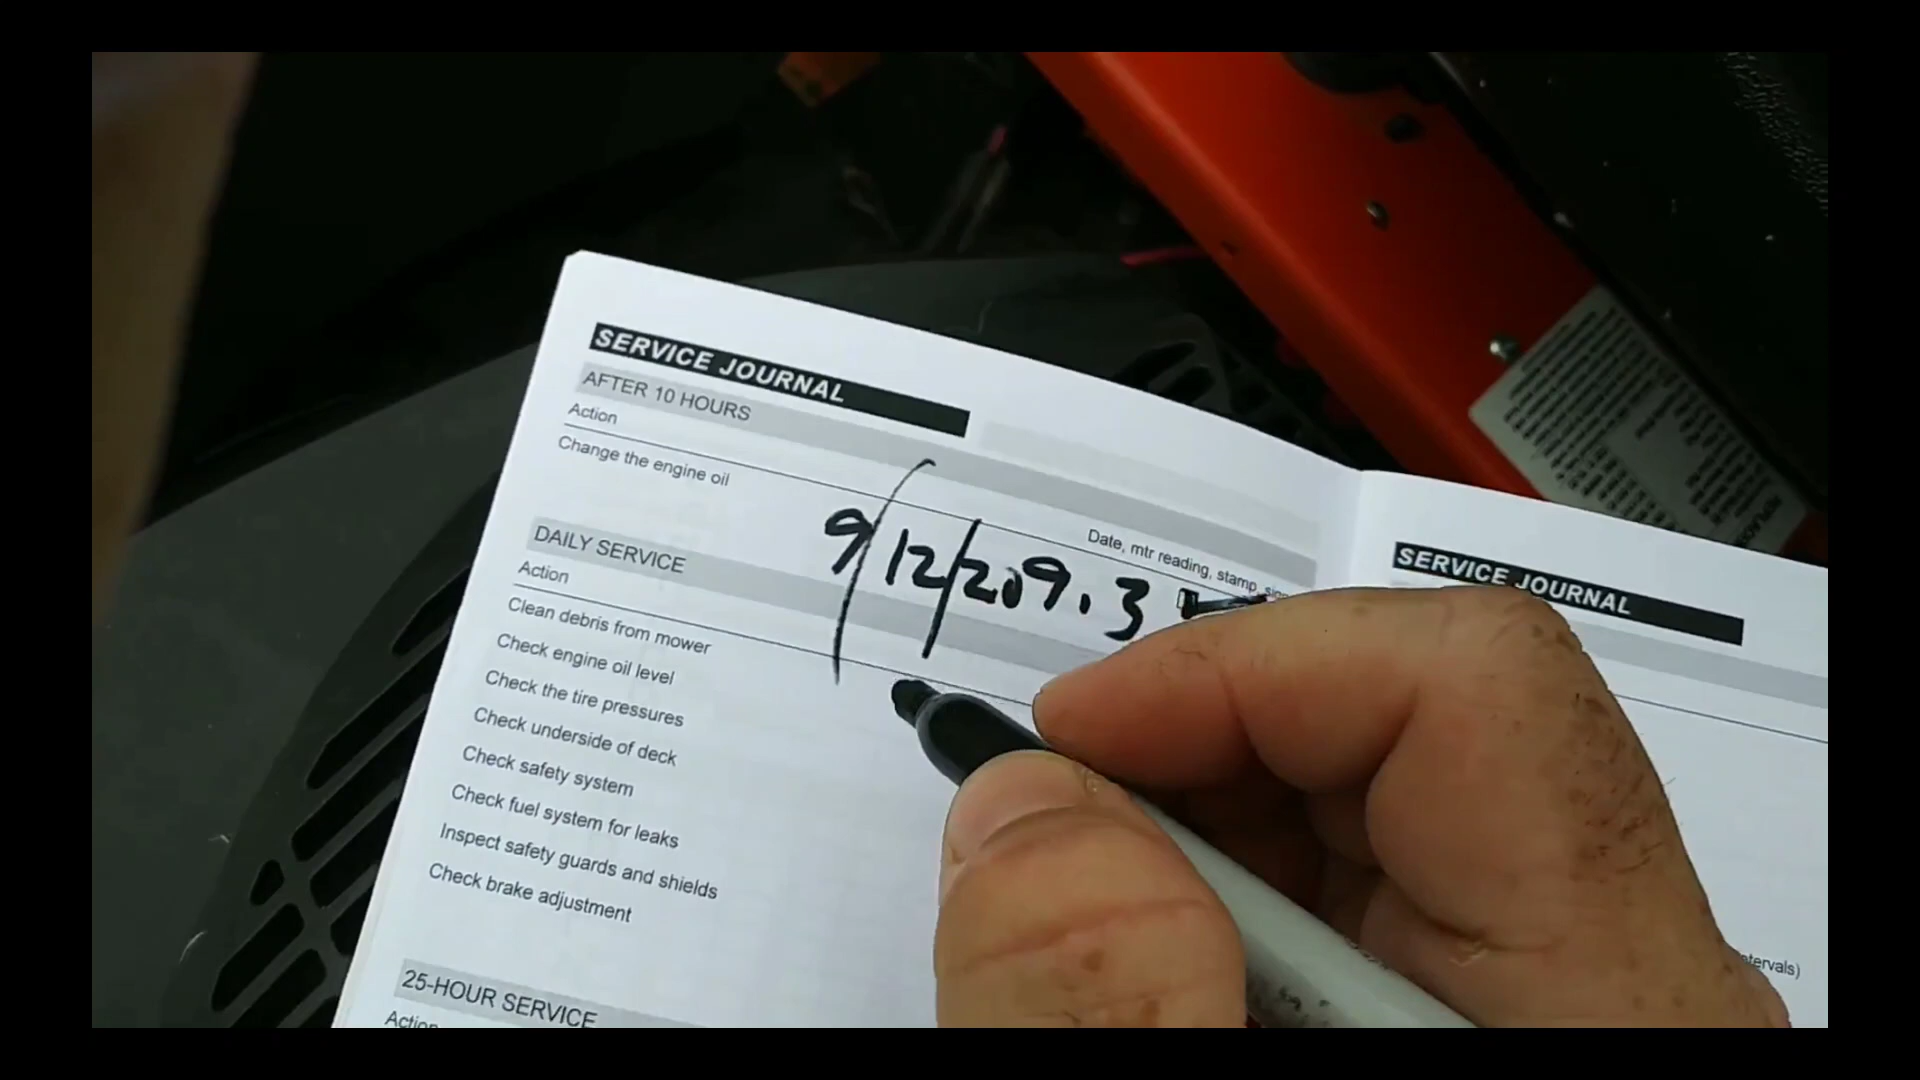 SERVICE JOURNAL
AFTER 10 HOURS
Action
Date, mtr reading, stamp, sign
Change the engine oil
9/12/209.3
DAILY SERVICE
Action
Clean debris from mower
Check engine oil level
Check the tire pressures
Check underside of deck
Check safety system
Check fuel system for leaks
Inspect safety guards and shields
Check brake adjustment
25-HOUR SERVICE
Action
SERVICE JOURNAL